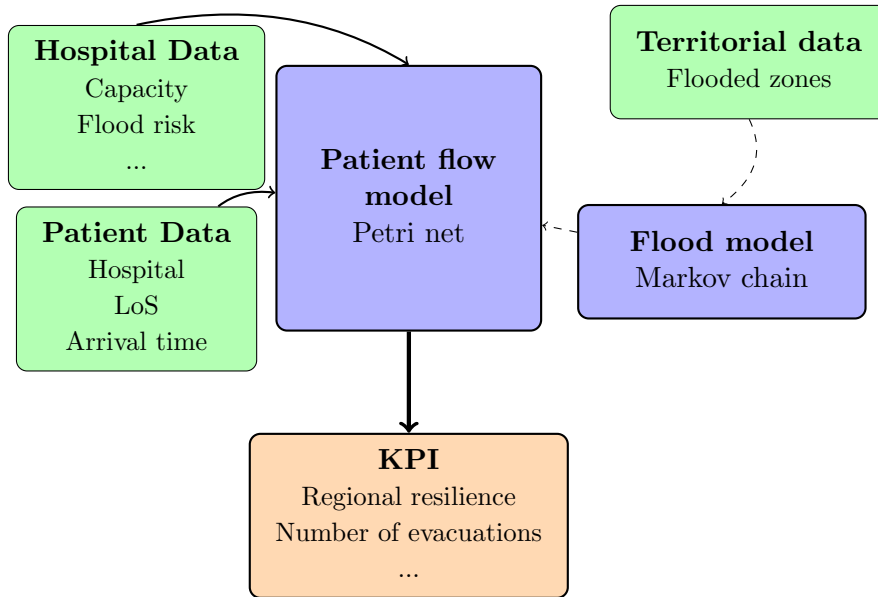 Hospital Data
Capacity
Flood risk
...
Patient Data
Hospital
LoS
Arrival time
Patient flow
model
Petri net
Territorial data
Flooded zones
Flood model
Markov chain
KPI
Regional resilience
Number of evacuations
...